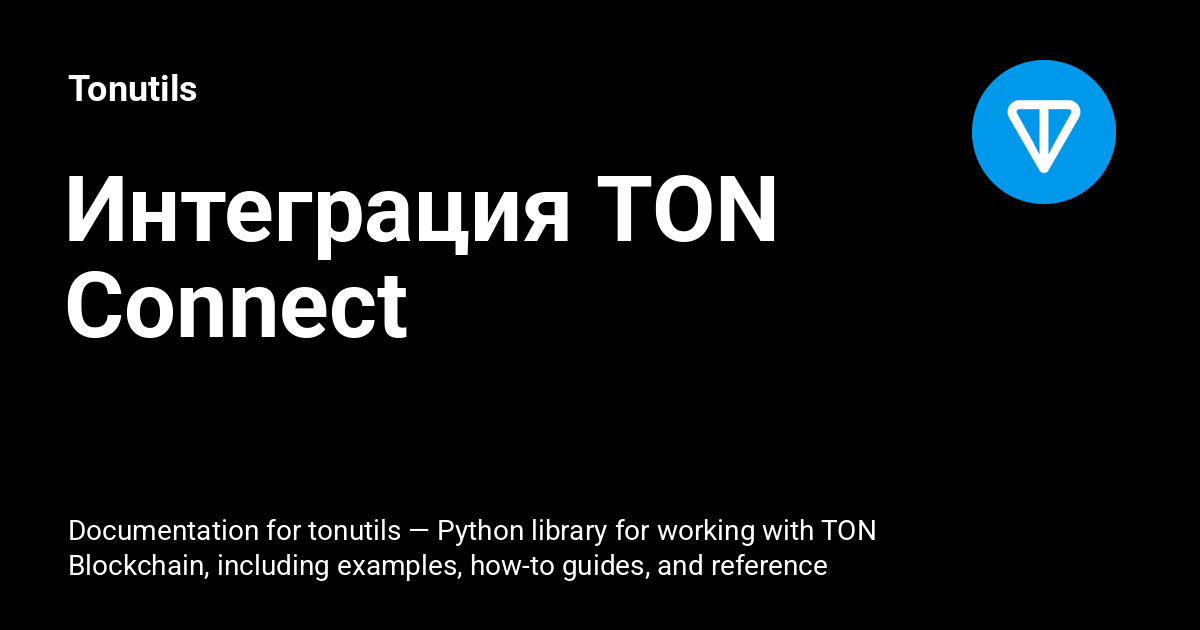 Tonutils
Интеграция TON
Connect
Documentation for tonutils — Python library for working with TON
Blockchain, including examples, how-to guides, and reference